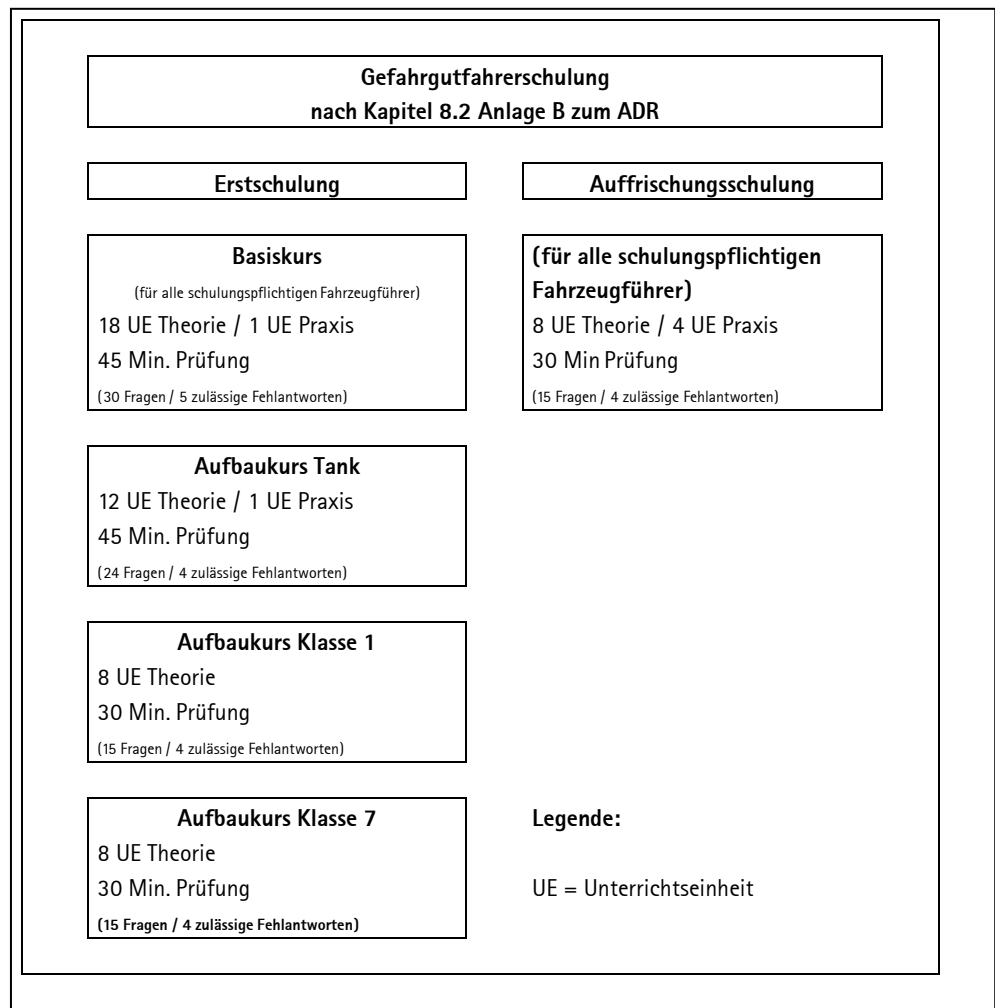 Gefahrgutfahrerschulung
nach Kapitel 8.2 Anlage B zum ADR
Erstschulung
Auffrischungsschulung
Basiskurs
(für alle schulungspflichtigen Fahrzeugführer)
18 UE Theorie / 1 UE Praxis
45 Min. Prüfung
(30 Fragen / 5 zulässige Fehlantworten)
(für alle schulungspflichtigen
Fahrzeugführer)
8 UE Theorie / 4 UE Praxis
30 Min Prüfung
(15 Fragen / 4 zulässige Fehlantworten)
Aufbaukurs Tank
12 UE Theorie / 1 UE Praxis
45 Min. Prüfung
(24 Fragen / 4 zulässige Fehlantworten)
Aufbaukurs Klasse 1
8 UE Theorie
30 Min. Prüfung
(15 Fragen / 4 zulässige Fehlantworten)
Aufbaukurs Klasse 7
8 UE Theorie
30 Min. Prüfung
(15 Fragen / 4 zulässige Fehlantworten)
Legende:
UE = Unterrichtseinheit